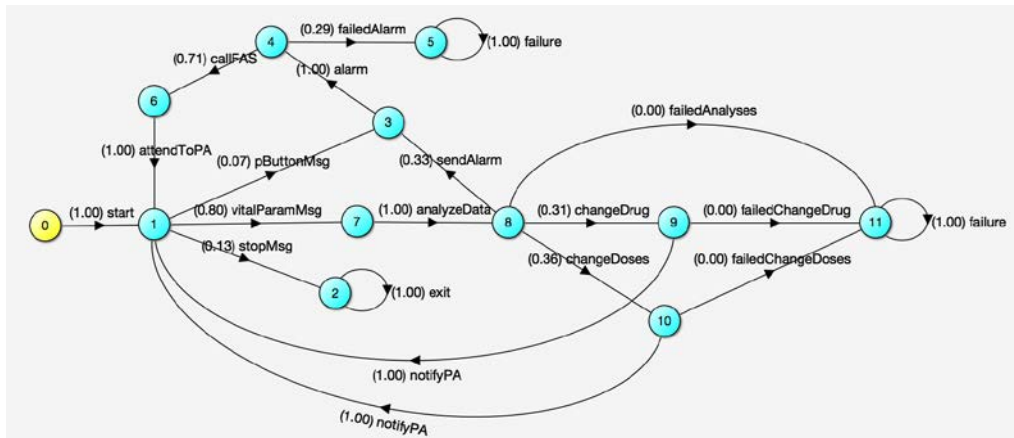 (0.29) failedAlarm
4
5
(1.00) failure
(0.71) callFAS
(1.00) alarm
6
3
(0.00) failedAnalyses
(1.00) attendToPA
(0.07) pButtonMsg
(0.33) sendAlarm
(1.00) start
(0.80) vitalParamMsg
(1.00) analyzeData
(0.31) changeDrug
(0.00) failedChangeDrug
0
1
7
8
9
11
(1.00) failure
(0.13) stopMsg
(0.36) changeDoses
(0.00) failedChangeDoses
2
(1.00) exit
10
(1.00) notifyPA
(1.00) notifyPA